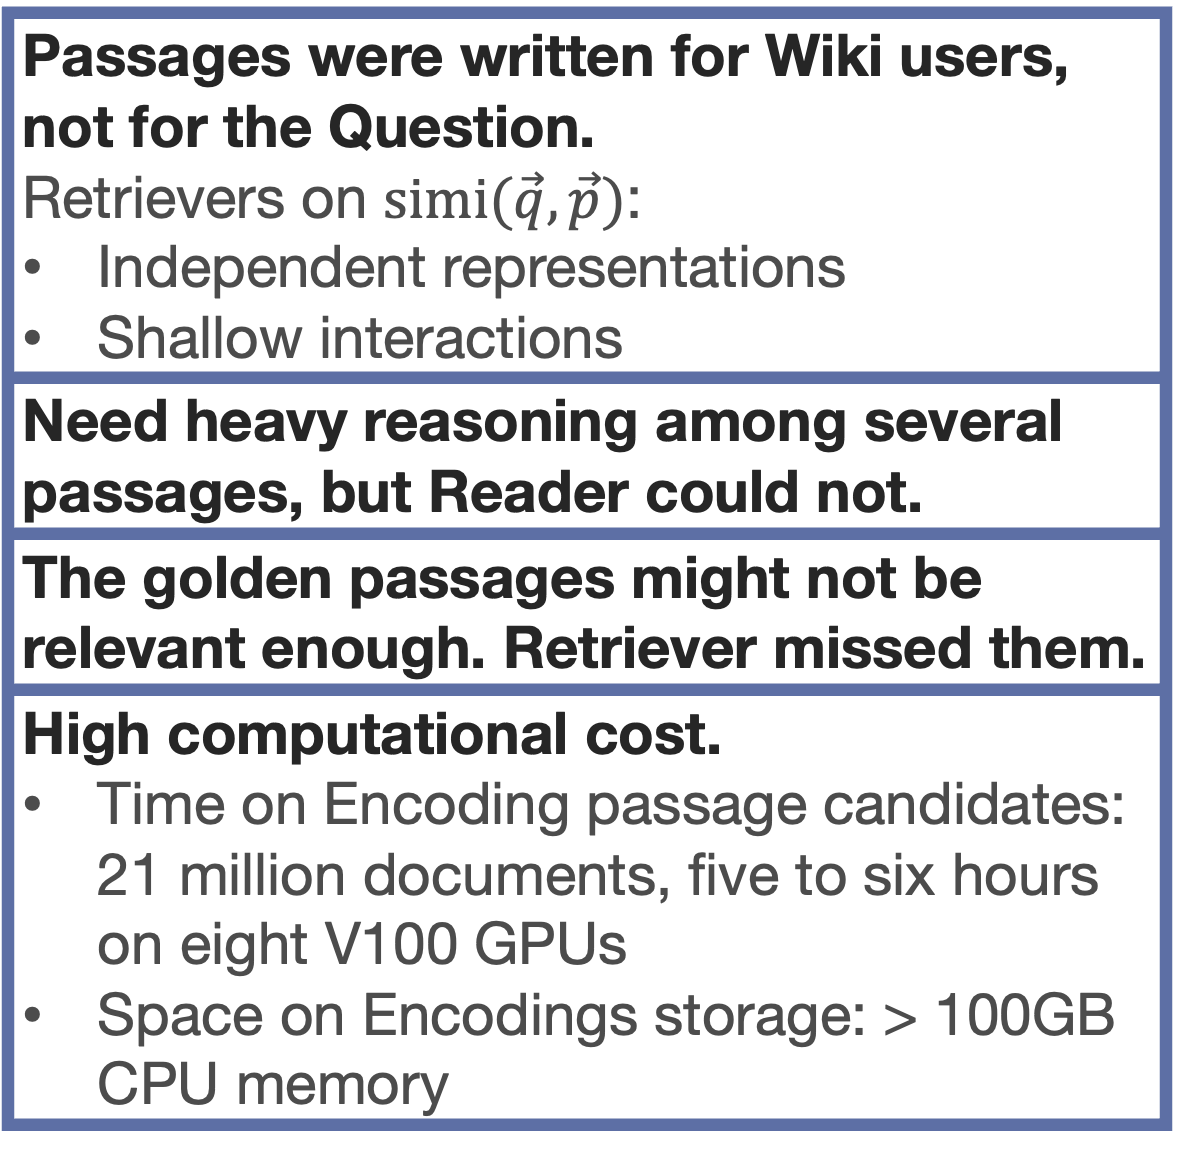 Passages were written for Wiki users,
not for the Question.
Retrievers on simi(q⃗, p⃗):
• Independent representations
• Shallow interactions
Need heavy reasoning among several
passages, but Reader could not.
The golden passages might not be
relevant enough. Retriever missed them.
High computational cost.
• Time on Encoding passage candidates:
21 million documents, five to six hours
on eight V100 GPUs
• Space on Encodings storage: > 100GB
CPU memory